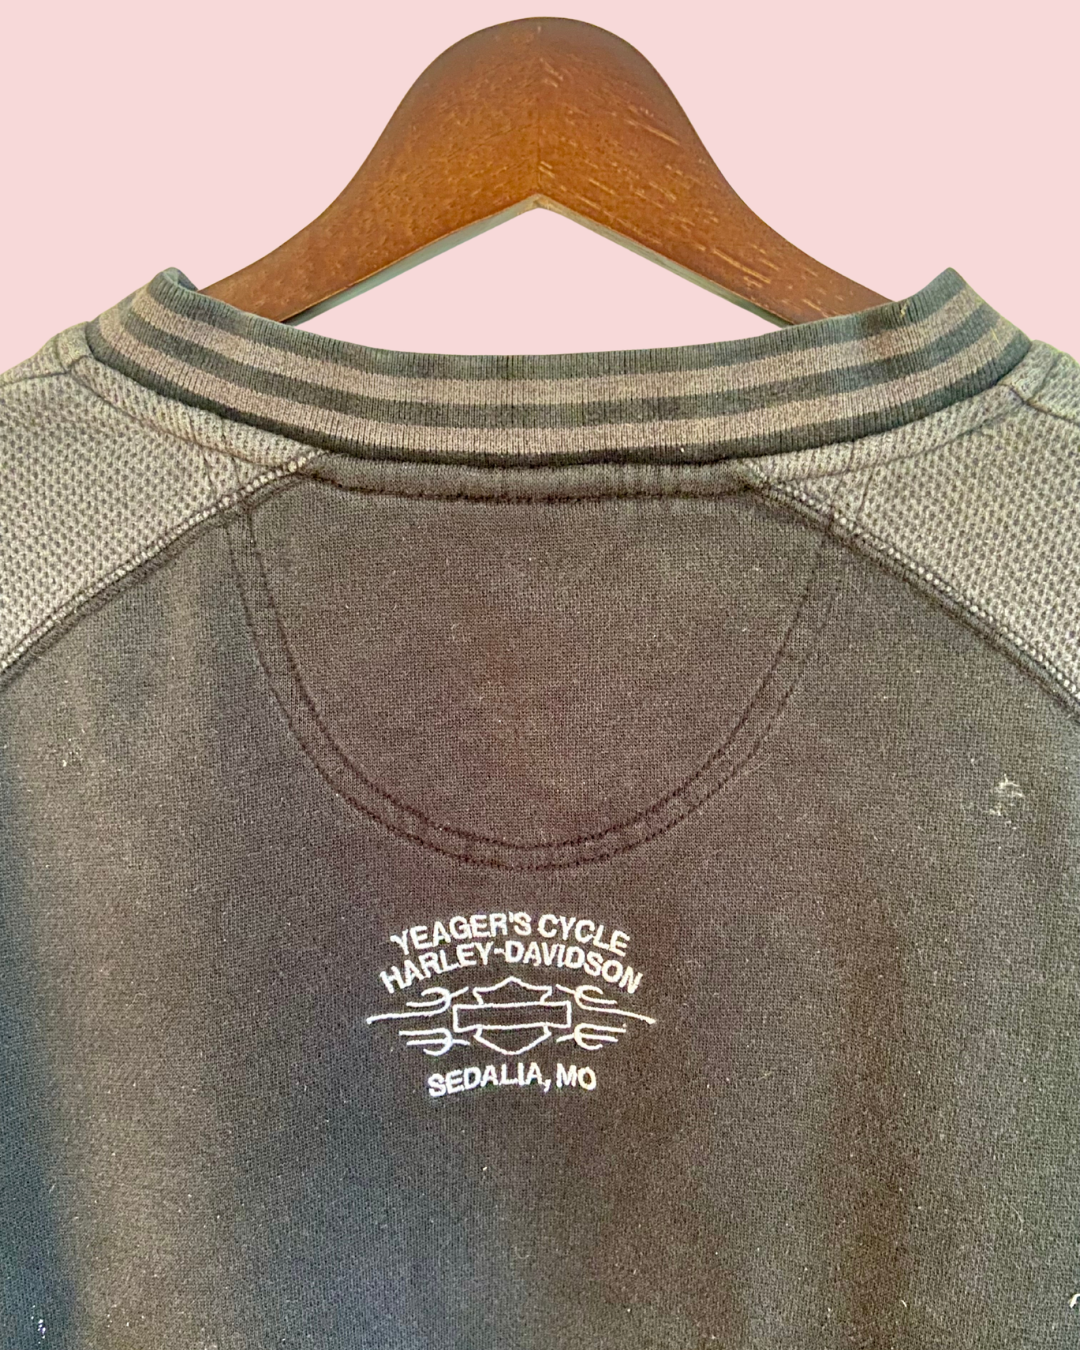 YEAGER'S CYCLE
HARLEY-DAVIDSON
SEDALIA, MO